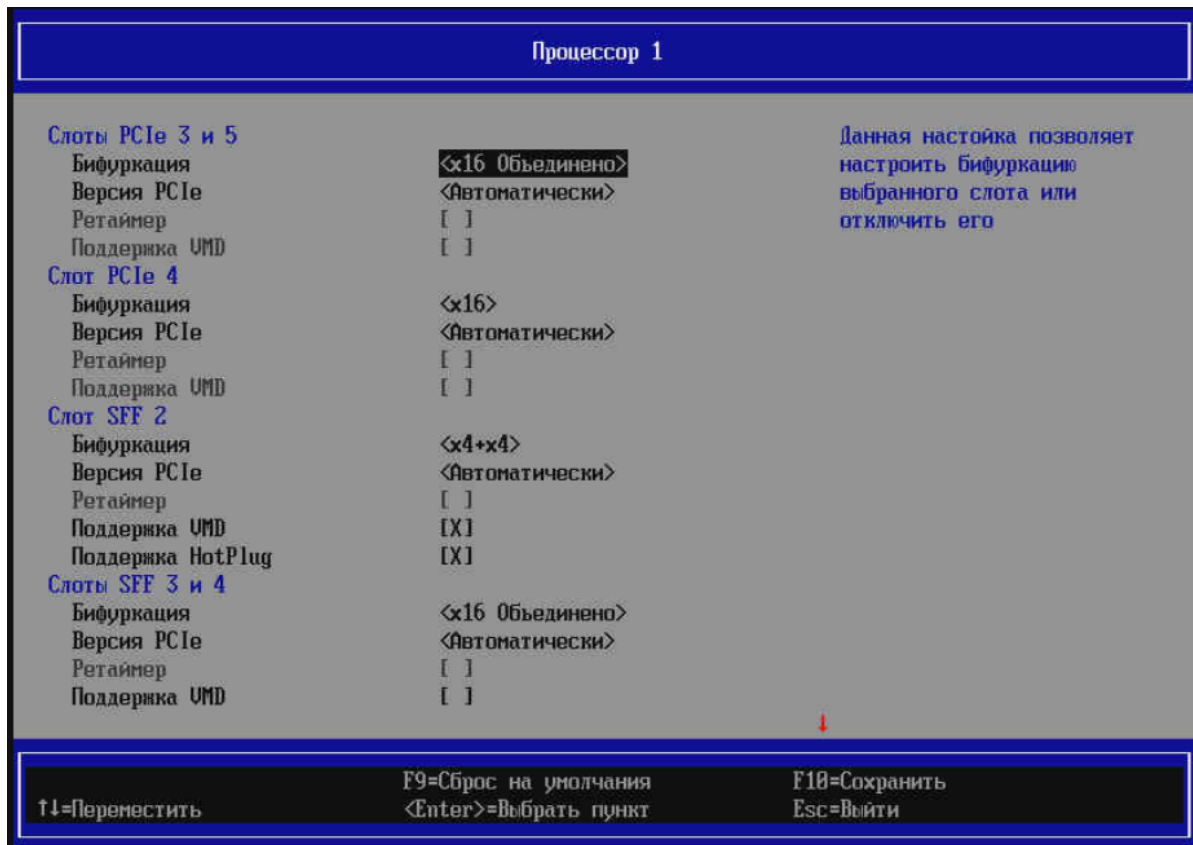 Процессор 1
Слоты PCIe 3 и 5
Данная настойка позволяет
Бифуркация <x16 Объединено>
настроить бифуркацию
Версия PCIe <Автоматически>
выбранного слота или
Ретаймер [ ]
отключить его
Поддержка VMD [ ]
Слот PCIe 4
Бифуркация <x16>
Версия PCIe <Автоматически>
Ретаймер [ ]
Поддержка VMD [ ]
Слот SFF 2
Бифуркация <x4+x4>
Версия PCIe <Автоматически>
Ретаймер [ ]
Поддержка VMD [X]
Поддержка HotPlug [X]
Слоты SFF 3 и 4
Бифуркация <x16 Объединено>
Версия PCIe <Автоматически>
Ретаймер [ ]
Поддержка VMD [ ]
↓
F9=Сброс на умолчания F10=Сохранить
↑↓=Переместить <Enter>=Выбрать пункт Esc=Выйти